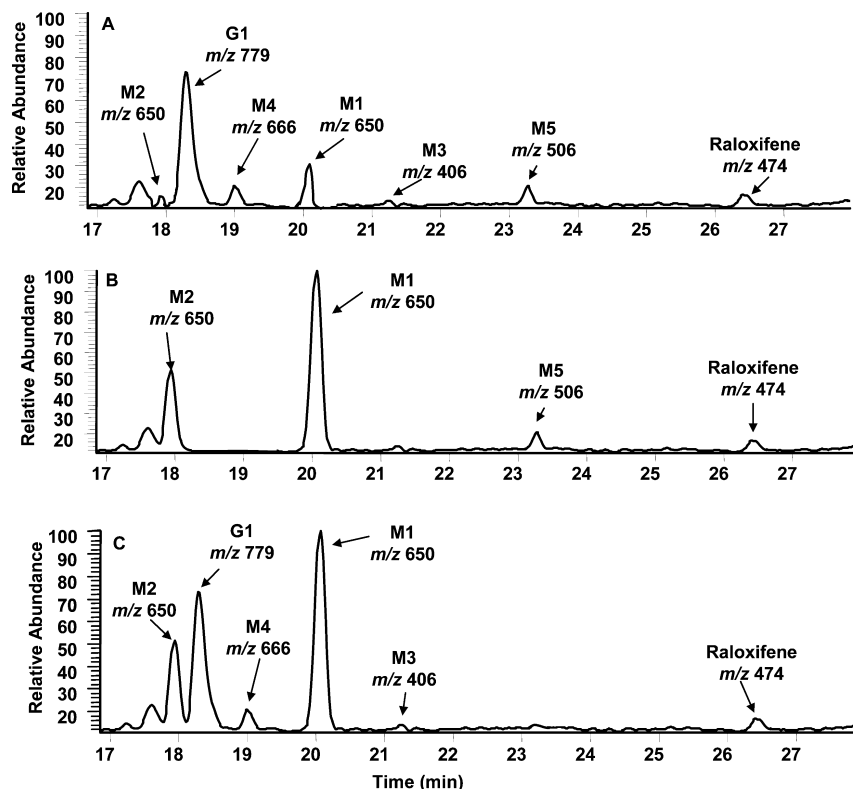 A
Relative Abundance
100
90
80
70
60
50
40
30
20
M2
m/z 650
G1
m/z 779
M4
m/z 666
M1
m/z 650
M3
m/z 406
M5
m/z 506
Raloxifene
m/z 474
17 18 19 20 21 22 23 24 25 26 27
B
Relative Abundance
100
90
80
70
60
50
40
30
20
M2
m/z 650
M1
m/z 650
M5
m/z 506
Raloxifene
m/z 474
17 18 19 20 21 22 23 24 25 26 27
C
Relative Abundance
100
90
80
70
60
50
40
30
20
M2
m/z 650
G1
m/z 779
M4
m/z 666
M1
m/z 650
M3
m/z 406
Raloxifene
m/z 474
17 18 19 20 21 22 23 24 25 26 27
Time (min)